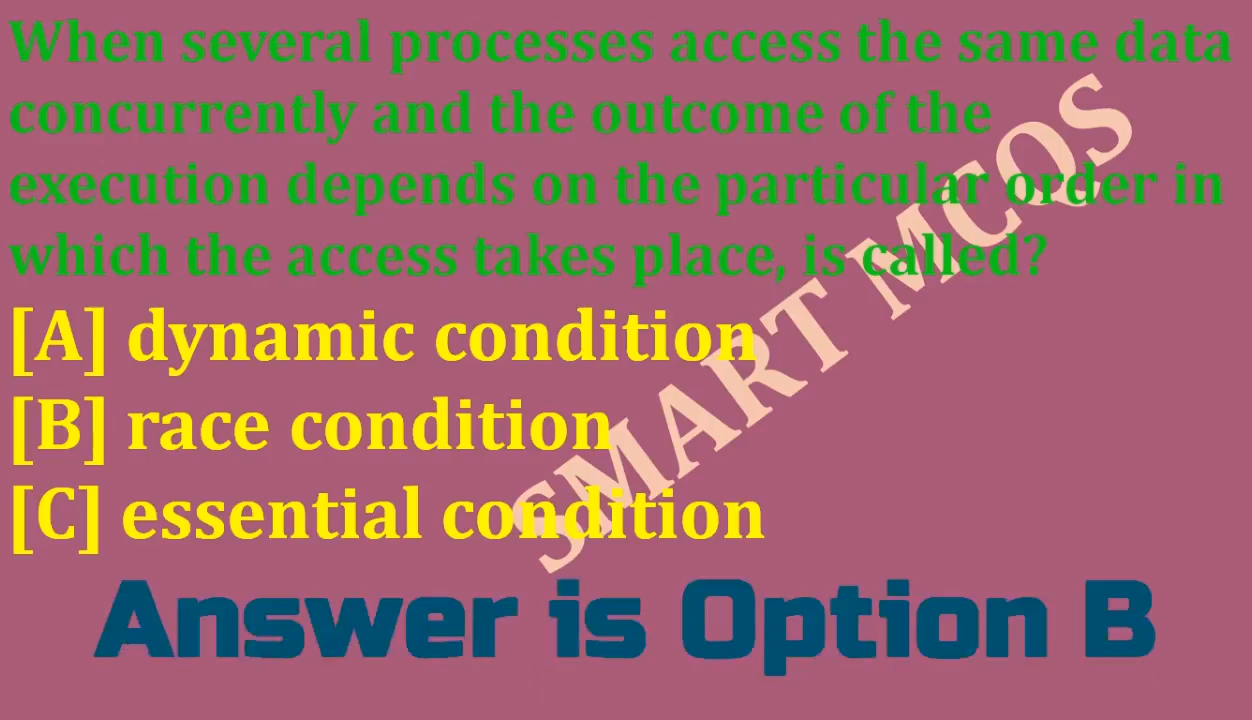 When several processes access the same data
concurrently and the outcome of the
execution depends on the particular order in
which the access takes place, is called?
[A] dynamic condition
[B] race condition
[C] essential condition
Answer is Option B
SMART MCQS